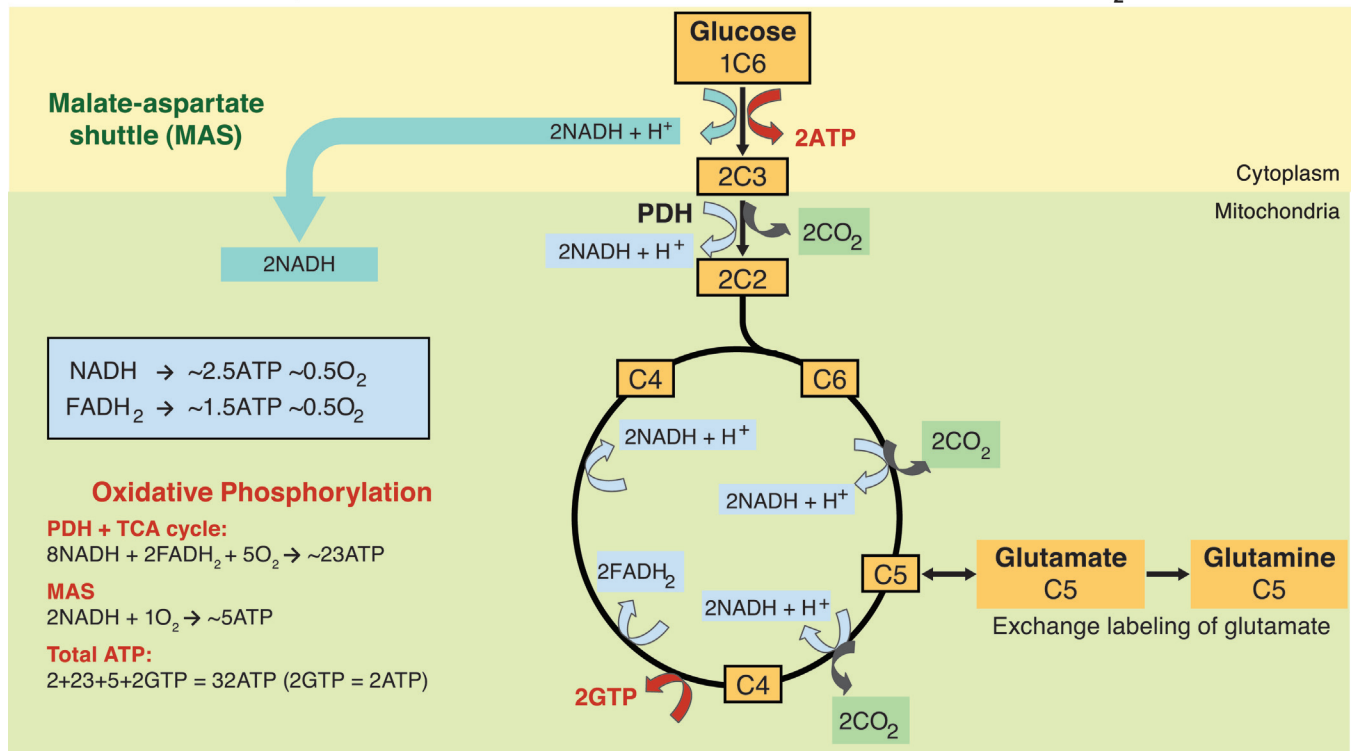 2
Glucose
1C6
Malate-aspartate
shuttle (MAS)
2NADH + H+
2ATP
2C3
Cytoplasm
Mitochondria
PDH
2CO2
2NADH + H+
2NADH
2C2
NADH → ~2.5ATP ~0.5O2
FADH2 → ~1.5ATP ~0.5O2
C4
C6
2NADH + H+
2CO2
2NADH + H+
Oxidative Phosphorylation
PDH + TCA cycle:
8NADH + 2FADH2 + 5O2 → ~23ATP
MAS
2NADH + 1O2 → ~5ATP
Total ATP:
2+23+5+2GTP = 32ATP (2GTP = 2ATP)
2FADH2
2NADH + H+
C5
Glutamate
C5
Glutamine
C5
Exchange labeling of glutamate
2GTP
C4
2CO2